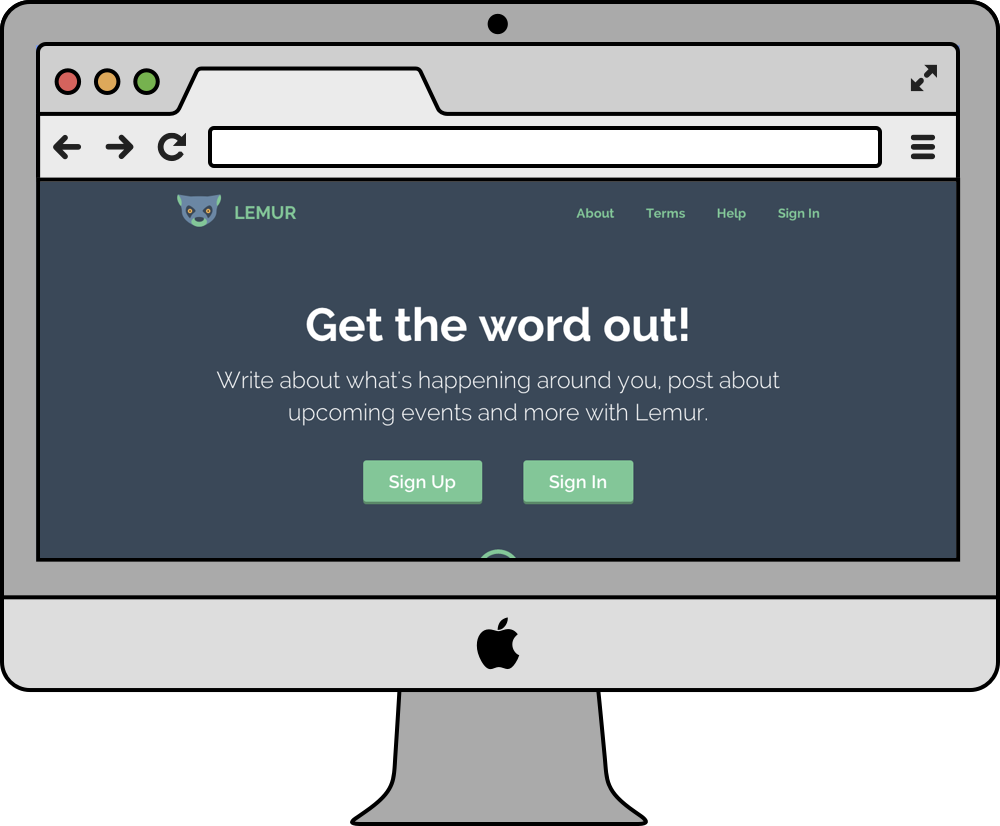 LEMUR
About Terms Help Sign In
Get the word out!
Write about what's happening around you, post about
upcoming events and more with Lemur.
Sign Up Sign In